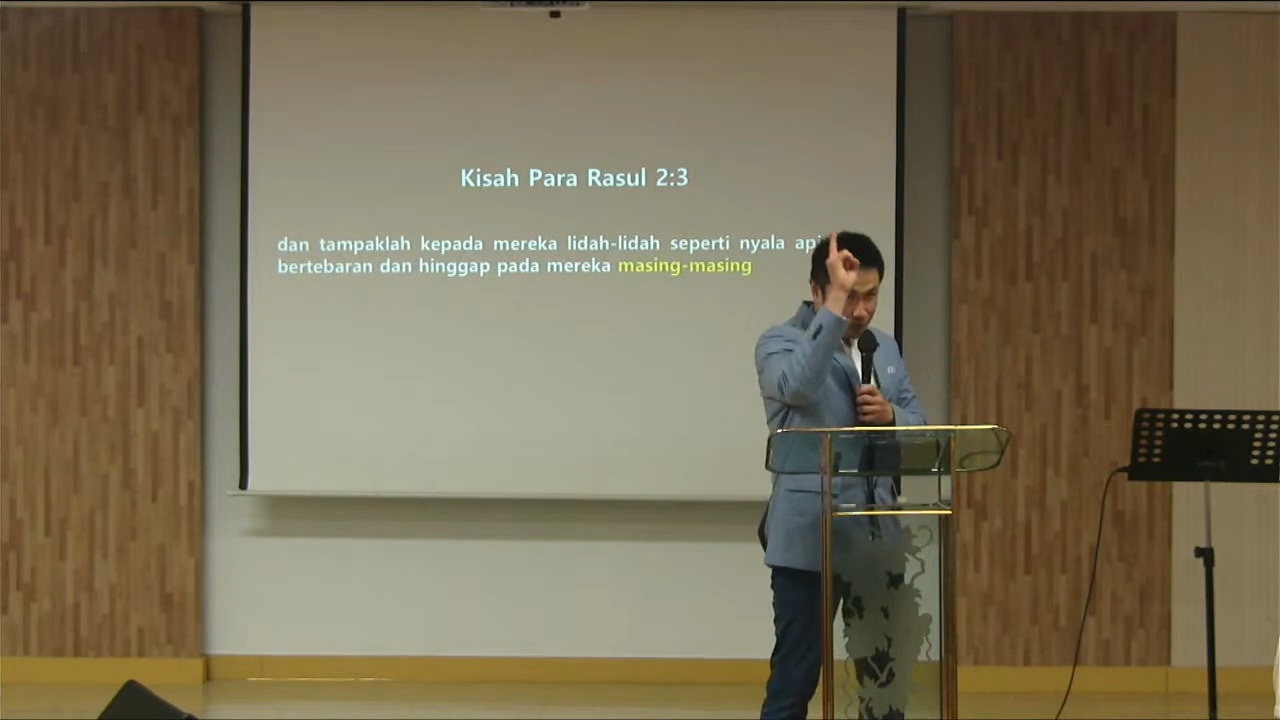 Kisah Para Rasul 2:3
dan tampaklah kepada mereka lidah-lidah seperti nyala api
bertebaran dan hinggap pada mereka masing-masing